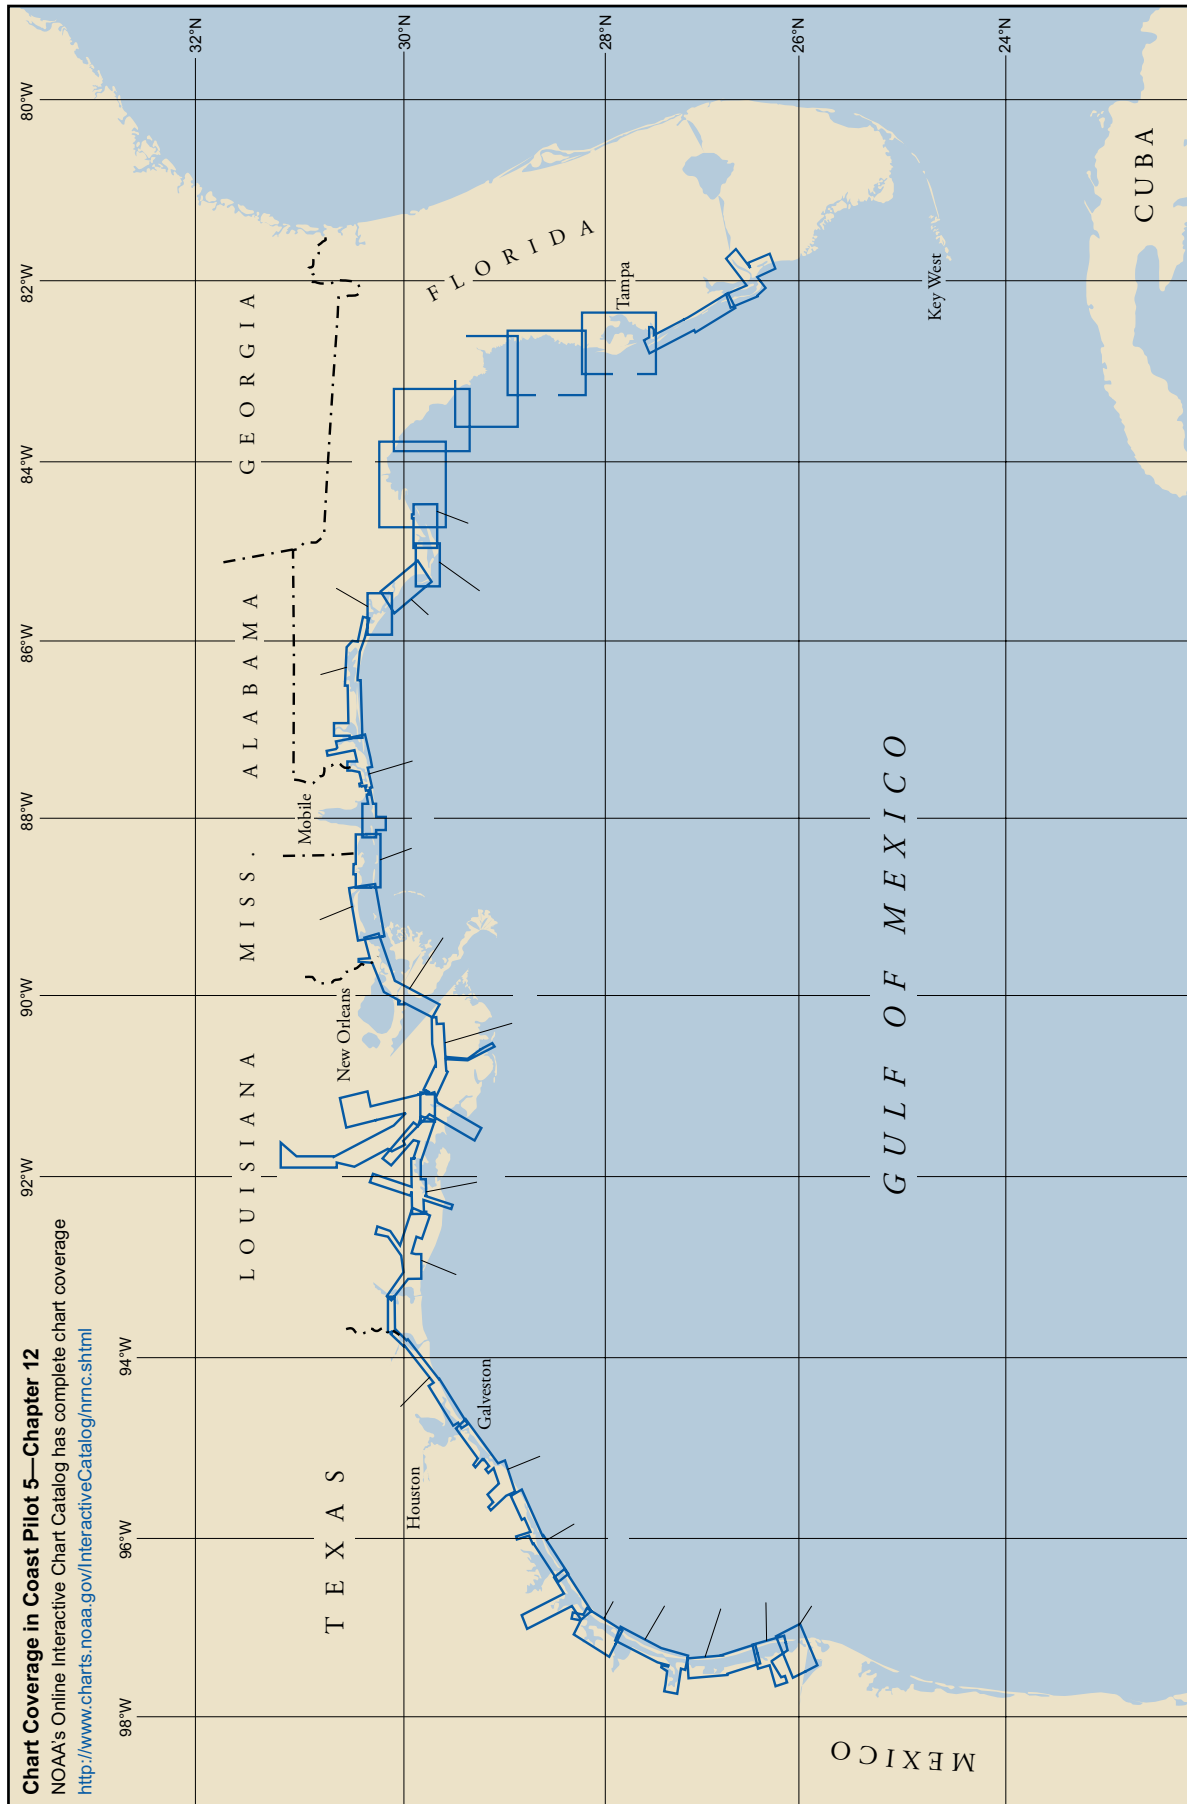 Chart Coverage in Coast Pilot 5—Chapter 12
NOAA's Online Interactive Chart Catalog has complete chart coverage
http://www.charts.noaa.gov/InteractiveCatalog/nrnc.shtml
98°W
96°W
94°W
92°W
90°W
88°W
86°W
84°W
82°W
80°W
32°N
30°N
28°N
26°N
24°N
TEXAS
LOUISIANA
MISS.
ALABAMA
GEORGIA
FLORIDA
Houston
Galveston
New Orleans
Mobile
Tampa
Key West
GULF OF MEXICO
MEXICO
CUBA